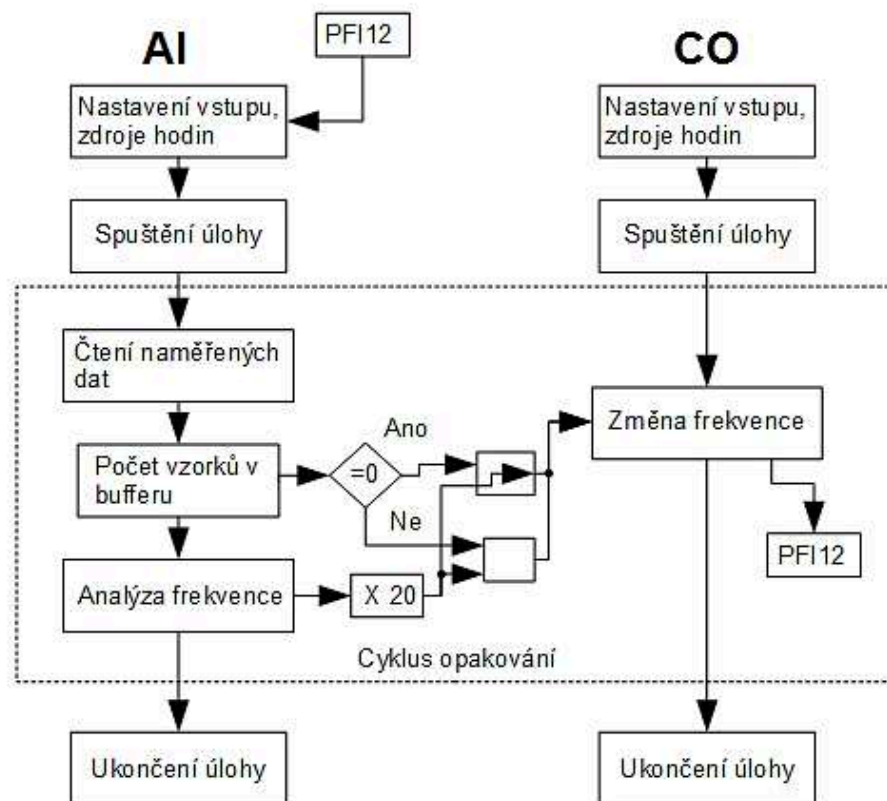 AI
PFI12
CO
Nastavení vstupu,
zdroje hodin
Nastavení vstupu,
zdroje hodin
Spuštění úlohy
Spuštění úlohy
Čtení naměřených
dat
Změna frekvence
Ano
Počet vzorků v
bufferu
=0
Ne
PFI12
Analýza frekvence
X 20
Cyklus opakování
Ukončení úlohy
Ukončení úlohy